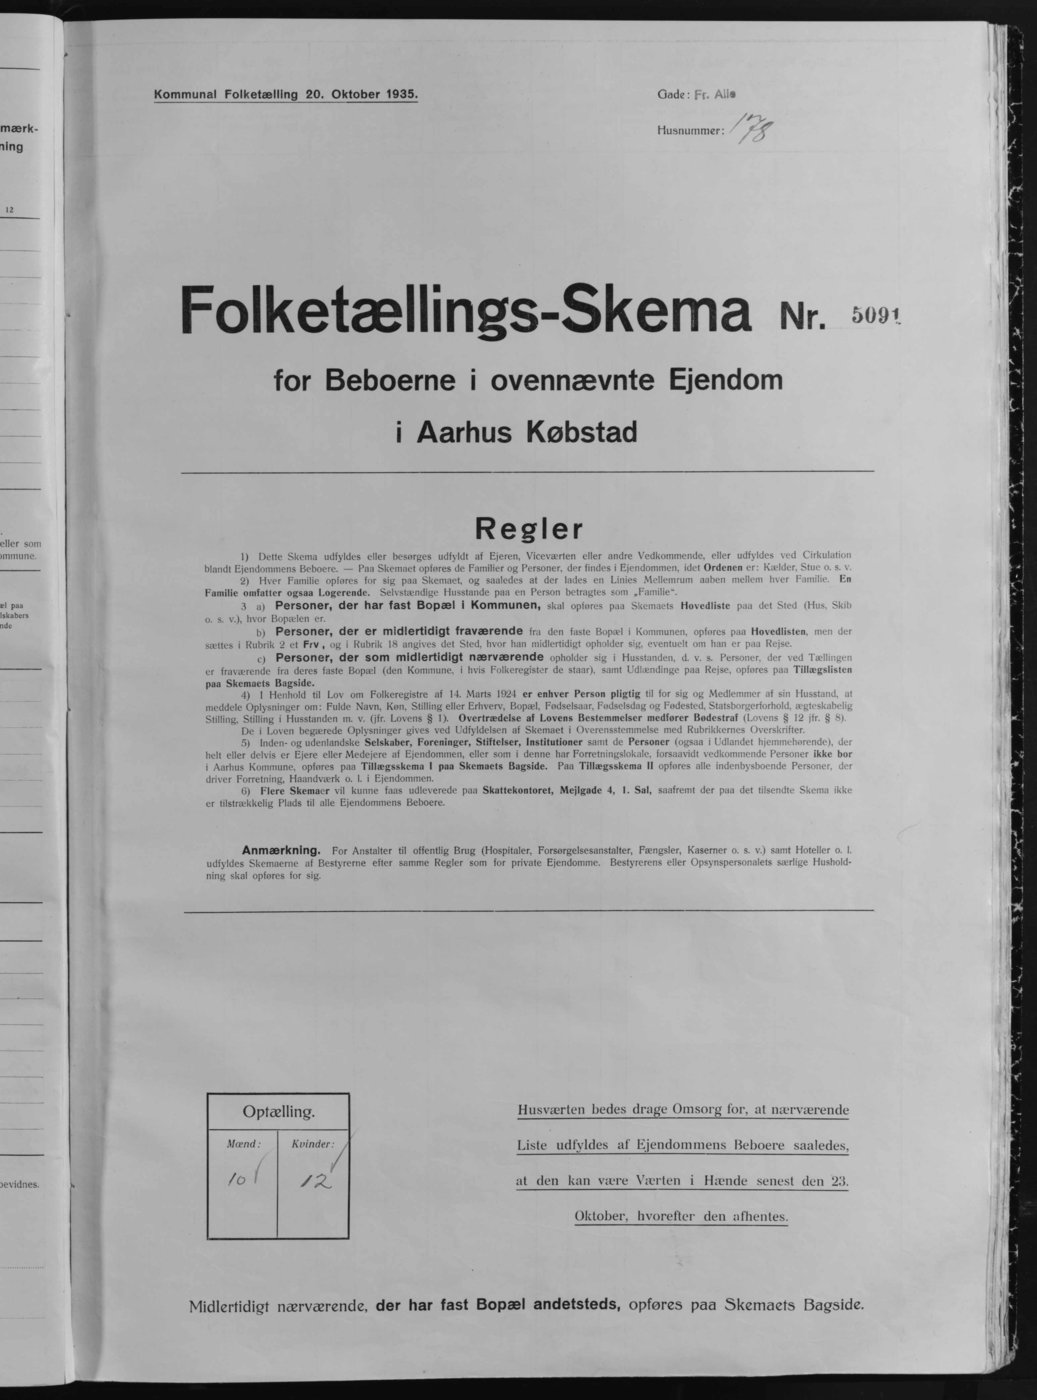 mærk-
ning
12
.
eller som
ommune.
el paa
lskabers
nde
bevidnes.
Kommunal Folketælling 20. Oktober 1935.
Gade: Fr. Alle
Husnummer: 178
Folketællings-Skema Nr. 5091
for Beboerne i ovennævnte Ejendom
i Aarhus Købstad
Regler
1) Dette Skema udfyldes eller besørges udfyldt af Ejeren, Viceværten eller andre Vedkommende, eller udfyldes ved Cirkulation
blandt Ejendommens Beboere. — Paa Skemaet opføres de Familier og Personer, der findes i Ejendommen, idet Ordenen er: Kælder, Stue o. s. v.
2) Hver Familie opføres for sig paa Skemaet, og saaledes at der lades en Linies Mellemrum aaben mellem hver Familie. En
Familie omfatter ogsaa Logerende. Selvstændige Husstande paa en Person betragtes som „Familie“.
3 a) Personer, der har fast Bopæl i Kommunen, skal opføres paa Skemaets Hovedliste paa det Sted (Hus, Skib
o. s. v.), hvor Bopælen er.
b) Personer, der er midlertidigt fraværende fra den faste Bopæl i Kommunen, opføres paa Hovedlisten, men der
sættes i Rubrik 2 et Frv, og i Rubrik 18 angives det Sted, hvor han midlertidigt opholder sig, eventuelt om han er paa Rejse.
c) Personer, der som midlertidigt nærværende opholder sig i Husstanden, d. v. s. Personer, der ved Tællingen
er fraværende fra deres faste Bopæl (den Kommune, i hvis Folkeregister de staar), samt Udlændinge paa Rejse, opføres paa Tillægslisten
paa Skemaets Bagside.
4) I Henhold til Lov om Folkeregistre af 14. Marts 1924 er enhver Person pligtig til for sig og Medlemmer af sin Husstand, at
meddele Oplysninger om: Fulde Navn, Køn, Stilling eller Erhverv, Bopæl, Fødselsaar, Fødselsdag og Fødested, Statsborgerforhold, ægteskabelig
Stilling, Stilling i Husstanden m. v. (jfr. Lovens § 1). Overtrædelse af Lovens Bestemmelser medfører Bødestraf (Lovens § 12 jfr. § 8).
De i Loven begærede Oplysninger gives ved Udfyldelsen af Skemaet i Overensstemmelse med Rubrikkernes Overskrifter.
5) Inden- og udenlandske Selskaber, Foreninger, Stiftelser, Institutioner samt de Personer (ogsaa i Udlandet hjemmehørende), der
helt eller delvis er Ejere eller Medejere af Ejendommen, eller som i denne har Forretningslokale, forsaavidt vedkommende Personer ikke bor
i Aarhus Kommune, opføres paa Tillægsskema I paa Skemaets Bagside. Paa Tillægsskema II opføres alle indenbysboende Personer, der
driver Forretning, Haandværk o. l. i Ejendommen.
6) Flere Skemaer vil kunne faas udleverede paa Skattekontoret, Mejlgade 4, 1. Sal, saafremt der paa det tilsendte Skema ikke
er tilstrækkelig Plads til alle Ejendommens Beboere.
Anmærkning. For Anstalter til offentlig Brug (Hospitaler, Forsørgelsesanstalter, Fængsler, Kaserner o. s. v.) samt Hoteller o. l.
udfyldes Skemaerne af Bestyrerne efter samme Regler som for private Ejendomme. Bestyrerens eller Opsynspersonalets særlige Hushold-
ning skal opføres for sig.
Optælling.
Mænd: Kvinder:
10 12
Husværten bedes drage Omsorg for, at nærværende
Liste udfyldes af Ejendommens Beboere saaledes,
at den kan være Værten i Hænde senest den 23.
Oktober, hvorefter den afhentes.
Midlertidigt nærværende, der har fast Bopæl andetsteds, opføres paa Skemaets Bagside.